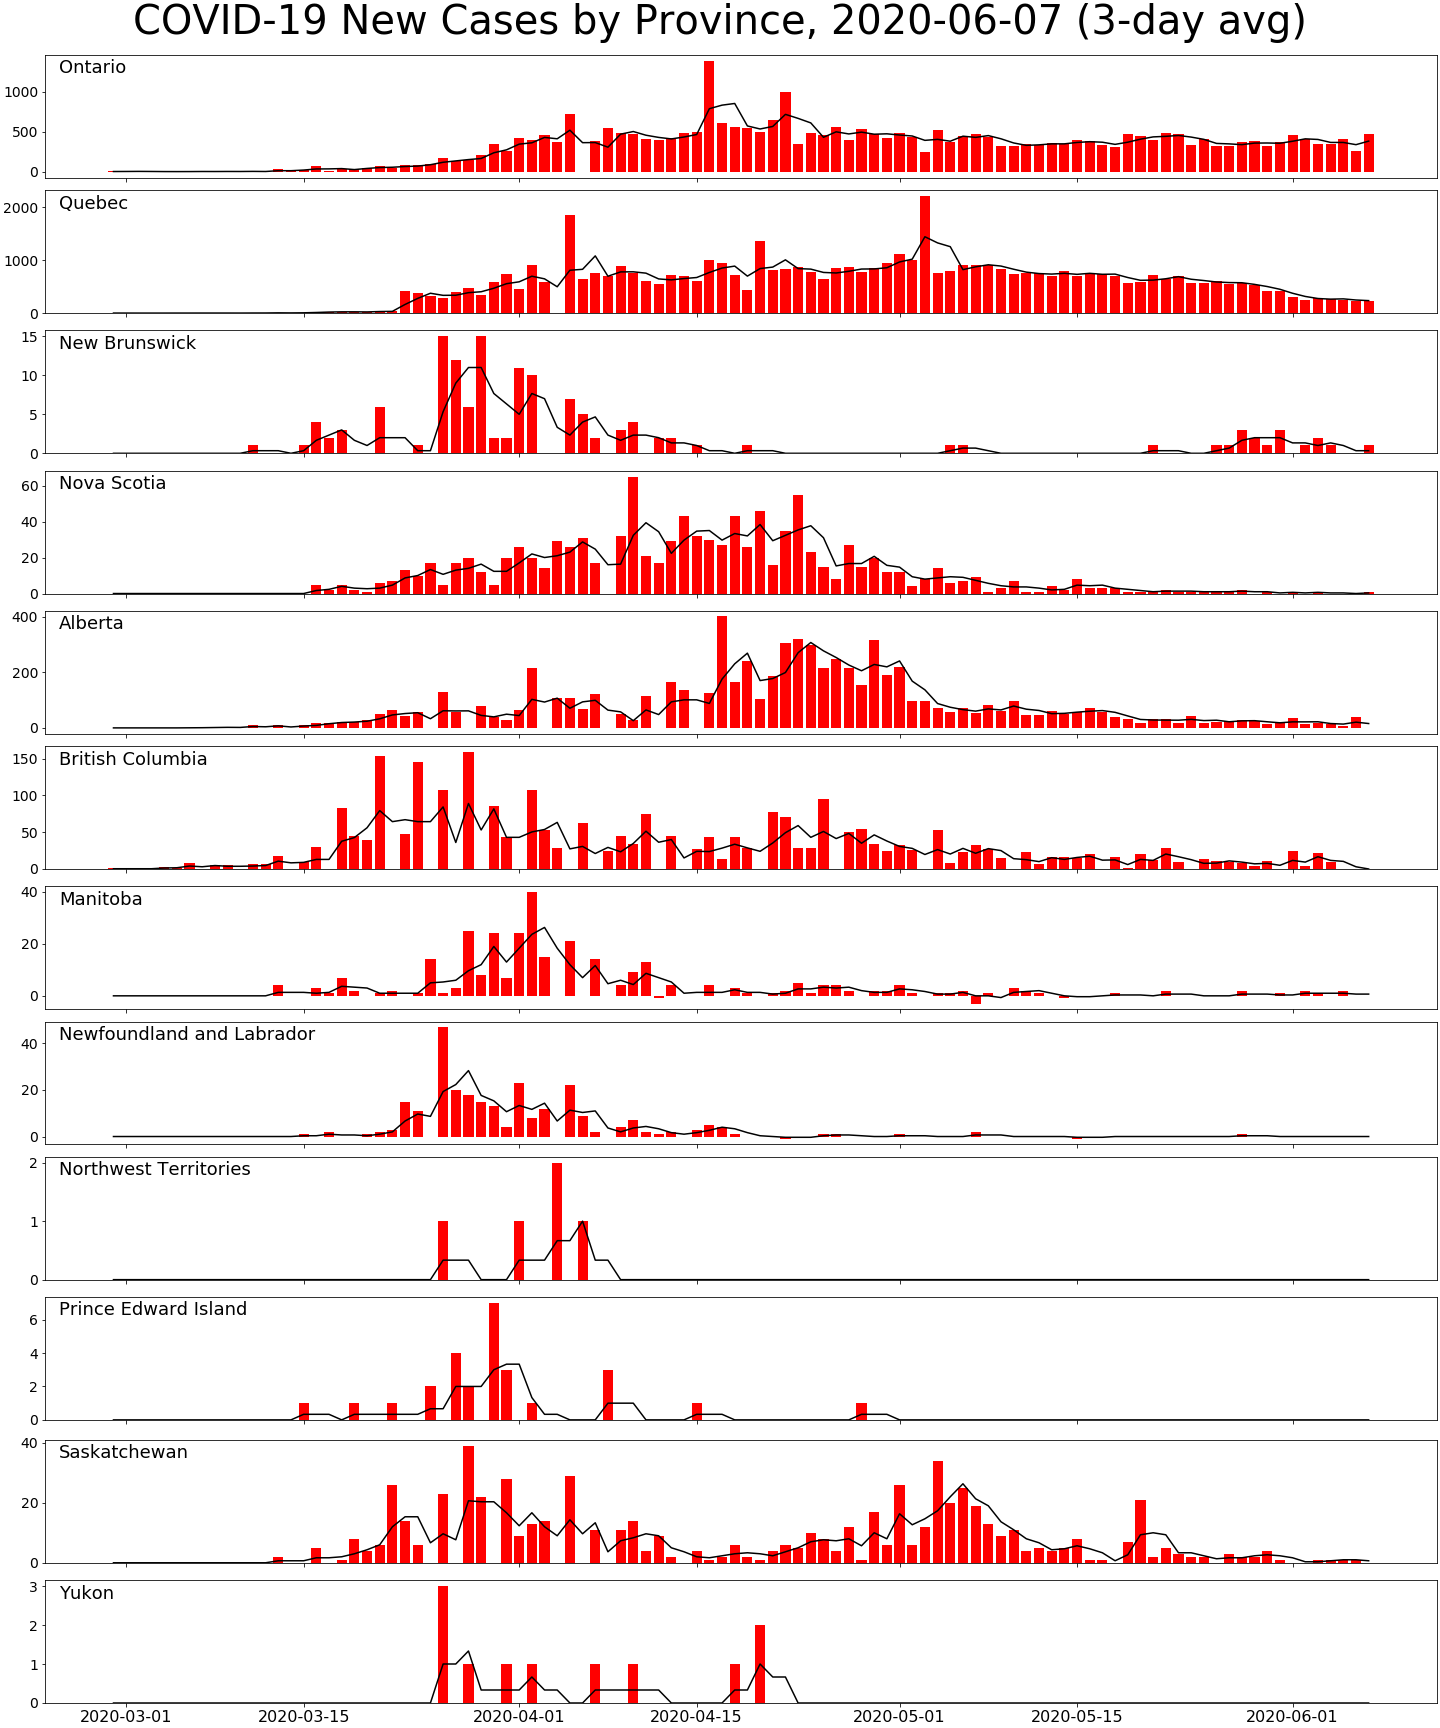 COVID-19 New Cases by Province, 2020-06-07 (3-day avg)
Ontario
1000
500
0
Quebec
2000
1000
0
New Brunswick
15
10
5
0
Nova Scotia
60
40
20
0
Alberta
400
200
0
British Columbia
150
100
50
0
Manitoba
40
20
0
Newfoundland and Labrador
40
20
0
Northwest Territories
2
1
0
Prince Edward Island
6
4
2
0
Saskatchewan
40
20
0
Yukon
3
2
1
0
2020-03-01 2020-03-15 2020-04-01 2020-04-15 2020-05-01 2020-05-15 2020-06-01